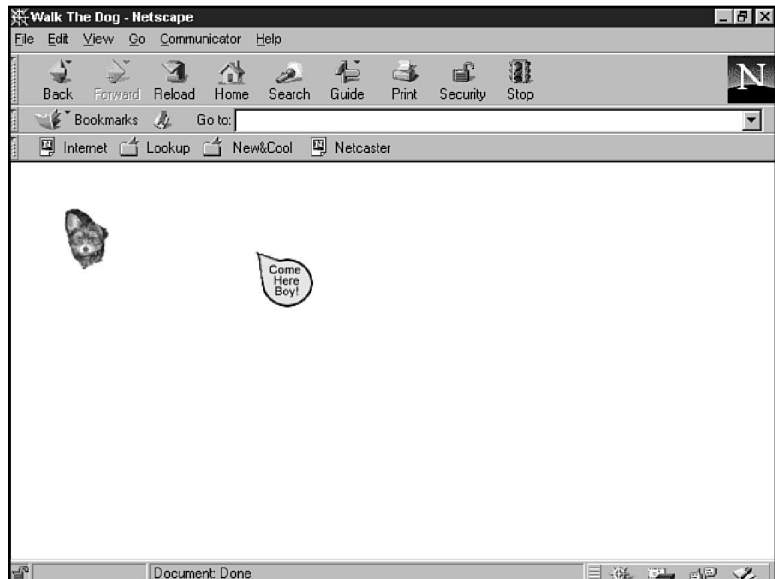 Walk The Dog - Netscape
File Edit View Go Communicator Help
Back Forward Reload Home Search Guide Print Security Stop
N
Bookmarks Go to:
Internet Lookup New&Cool Netcaster
Come
Here
Boy!
Document: Done